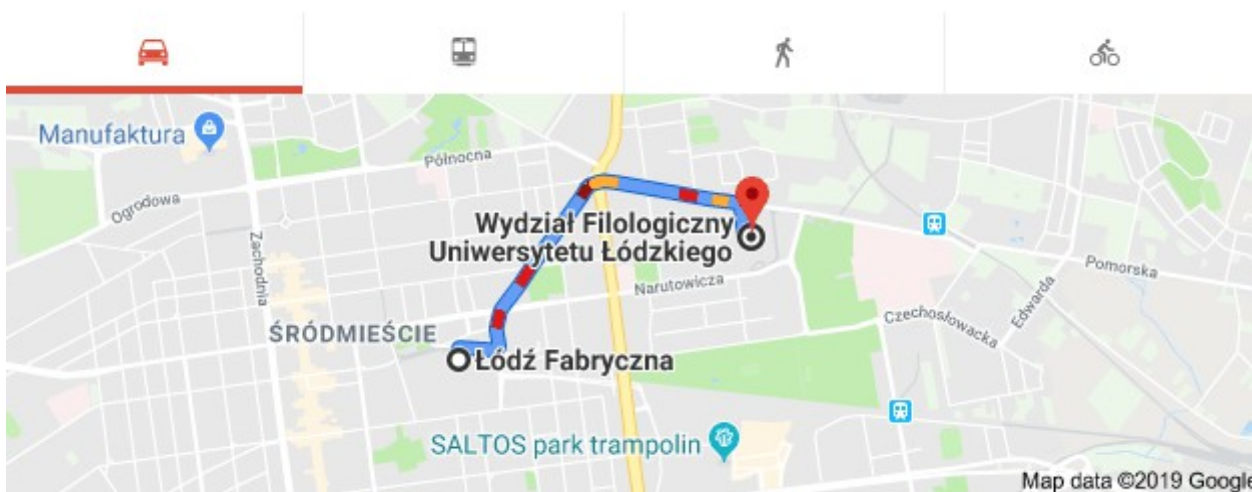 Manufaktura
Północna
Ogrodowa
Zachodnia
Wydział Filologiczny
Uniwersytetu Łódzkiego
Narutowicza
Pomorska
Edwarda
Czechosłowacka
ŚRÓDMIEŚCIE
Łódź Fabryczna
SALTOS park trampolin
Map data ©2019 Google